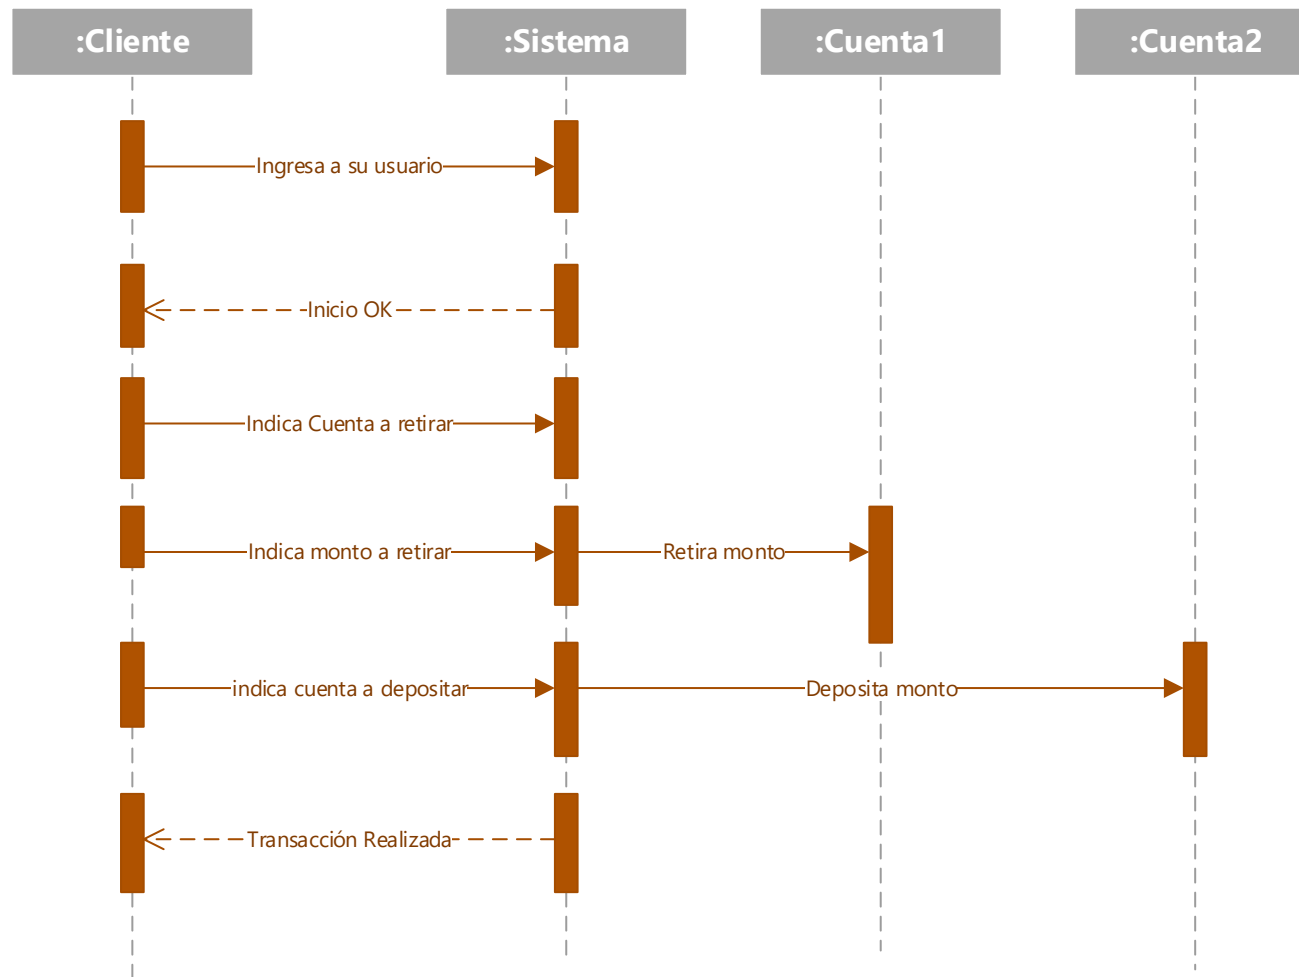 :Cliente
:Sistema
:Cuenta1
:Cuenta2
Ingresa a su usuario
Inicio OK
Indica Cuenta a retirar
Indica monto a retirar
Retira monto
indica cuenta a depositar
Deposita monto
Transacción Realizada